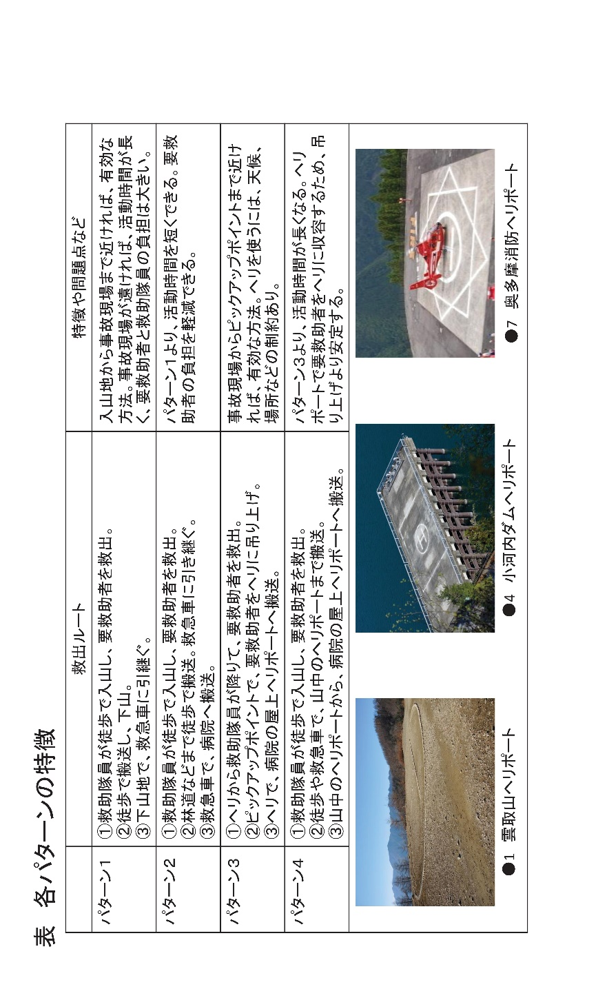 表 各パターンの特徴
救出ルート
特徴や問題点など
パターン1
①救助隊員が徒歩で入山し、要救助者を救出。
②徒歩で搬送し、下山。
③下山地で、救急車に引継ぐ。
入山地から事故現場まで近ければ、有効な
方法。事故現場が遠ければ、活動時間が長
く、要救助者と救助隊員の負担は大きい。
パターン2
①救助隊員が徒歩で入山し、要救助者を救出。
②林道などまで徒歩で搬送。救急車に引き継ぐ。
③救急車で、病院へ搬送。
パターン1より、活動時間を短くできる。要救
助者の負担を軽減できる。
パターン3
①ヘリから救助隊員が降りて、要救助者を救出。
②ピックアップポイントで、要救助者をヘリに吊り上げ。
③ヘリで、病院の屋上ヘリポートへ搬送。
事故現場からピックアップポイントまで近け
れば、有効な方法。ヘリを使うには、天候、
場所などの制約あり。
パターン4
①救助隊員が徒歩で入山し、要救助者を救出。
②徒歩や救急車で、山中のヘリポートまで搬送。
③山中のヘリポートから、病院の屋上ヘリポートへ搬送。
パターン3より、活動時間が長くなる。ヘリ
ポートで要救助者をヘリに収容するため、吊
り上げより安定する。
●1 雲取山ヘリポート
●4 小河内ダムヘリポート
●7 奥多摩消防ヘリポート